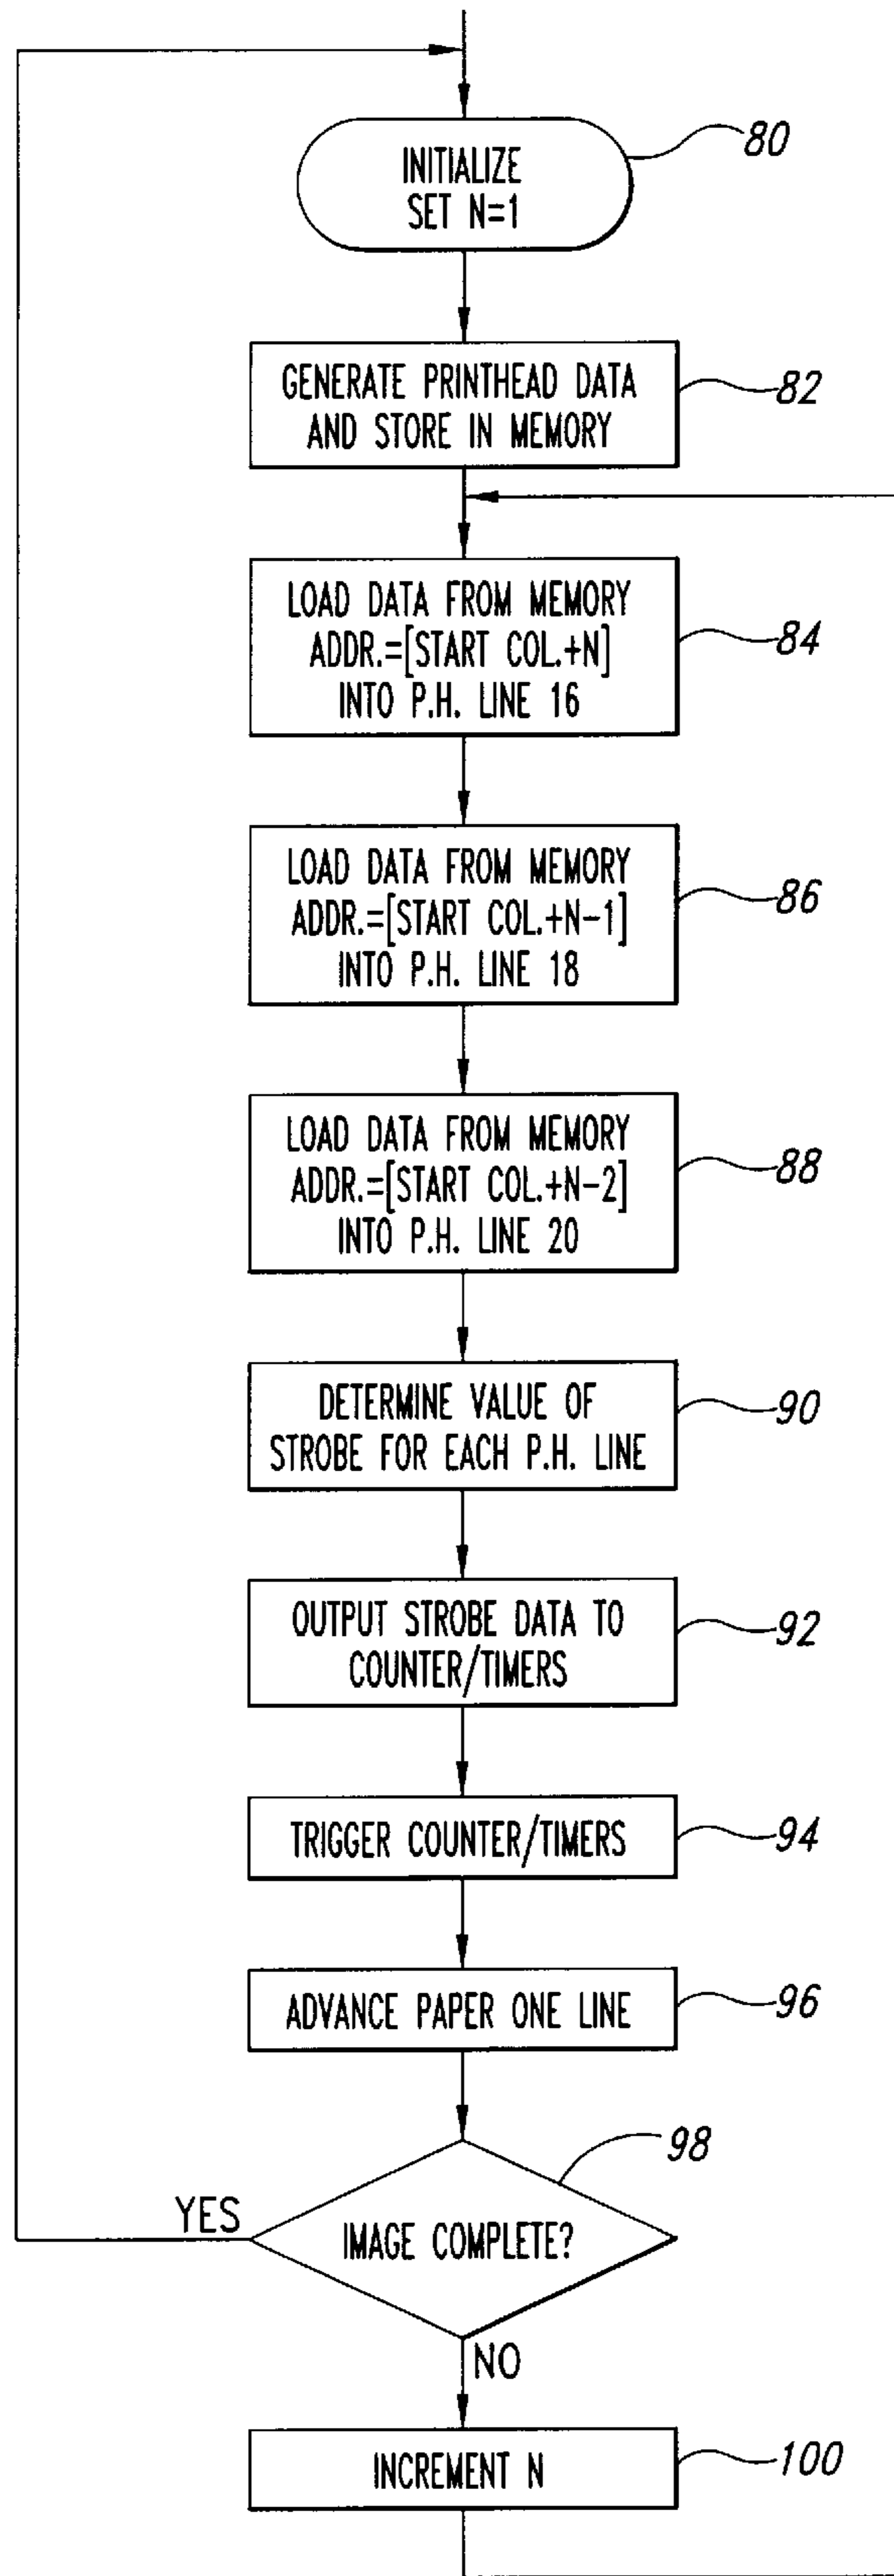 INITIALIZE
SET N=1
80
GENERATE PRINTHEAD DATA
AND STORE IN MEMORY
82
LOAD DATA FROM MEMORY
ADDR.=[START COL.+N]
INTO P.H. LINE 16
84
LOAD DATA FROM MEMORY
ADDR.=[START COL.+N-1]
INTO P.H. LINE 18
86
LOAD DATA FROM MEMORY
ADDR.=[START COL.+N-2]
INTO P.H. LINE 20
88
DETERMINE VALUE OF
STROBE FOR EACH P.H. LINE
90
OUTPUT STROBE DATA TO
COUNTER/TIMERS
92
TRIGGER COUNTER/TIMERS
94
ADVANCE PAPER ONE LINE
96
98
YES
IMAGE COMPLETE?
NO
INCREMENT N
100